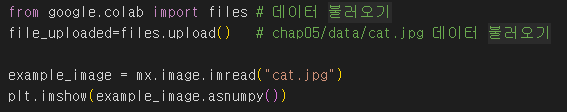 from google.colab import files # 데이터 불러오기
file_uploaded=files.upload()   # chap05/data/cat.jpg 데이터 불러오기
example_image = mx.image.imread("cat.jpg")
plt.imshow(example_image.asnumpy())